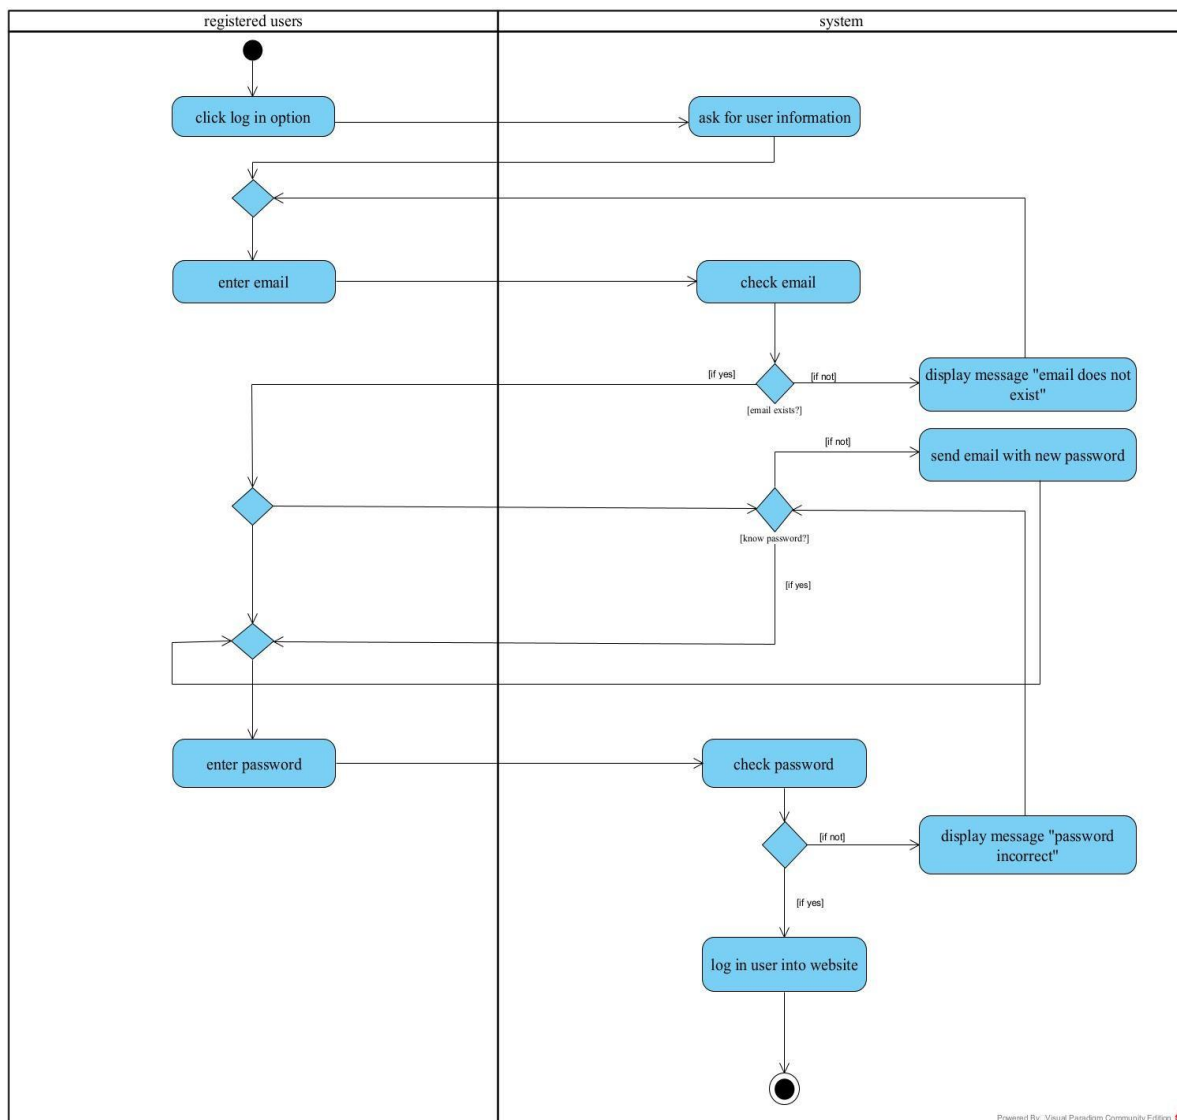 registered users
system
click log in option
ask for user information
enter email
check email
[if yes]
[if not]
display message "email does not
exist"
[email exists?]
[if not]
send email with new password
[know password?]
[if yes]
enter password
check password
[if not]
display message "password
incorrect"
[if yes]
log in user into website
Powered By Visual Paradigm Community Edition